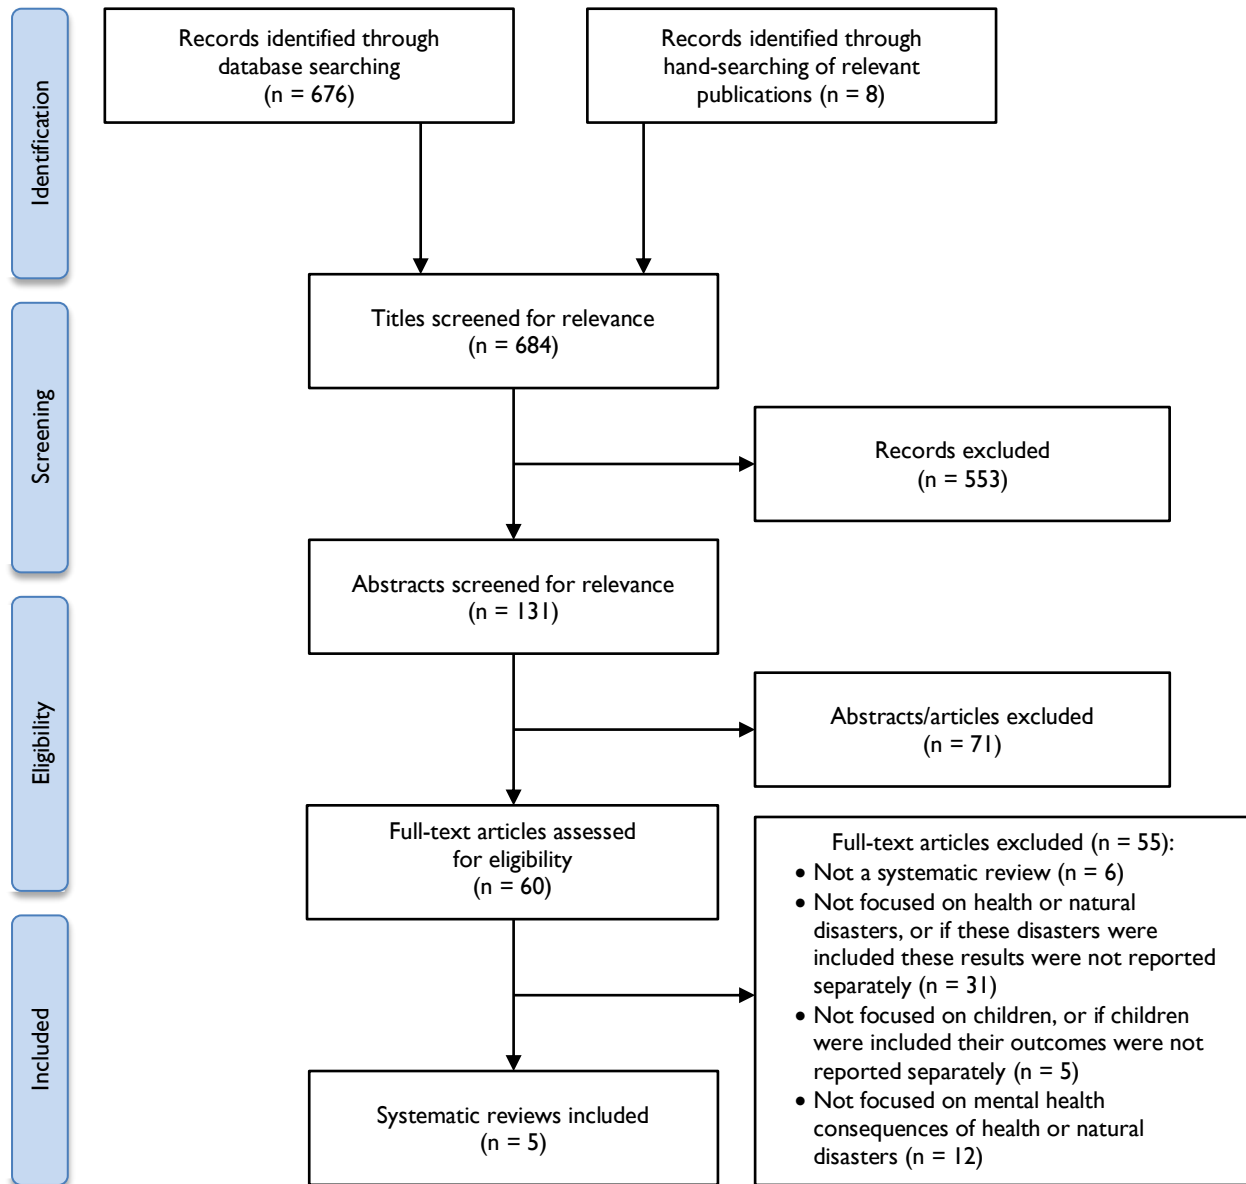 Identification
Records identified through
database searching
(n = 676)
Records identified through
hand-searching of relevant
publications (n = 8)
Screening
Titles screened for relevance
(n = 684)
Records excluded
(n = 553)
Abstracts screened for relevance
(n = 131)
Eligibility
Abstracts/articles excluded
(n = 71)
Full-text articles assessed
for eligibility
(n = 60)
Full-text articles excluded (n = 55):
• Not a systematic review (n = 6)
• Not focused on health or natural
disasters, or if these disasters were
included these results were not reported
separately (n = 31)
• Not focused on children, or if children
were included their outcomes were not
reported separately (n = 5)
• Not focused on mental health
consequences of health or natural
disasters (n = 12)
Included
Systematic reviews included
(n = 5)